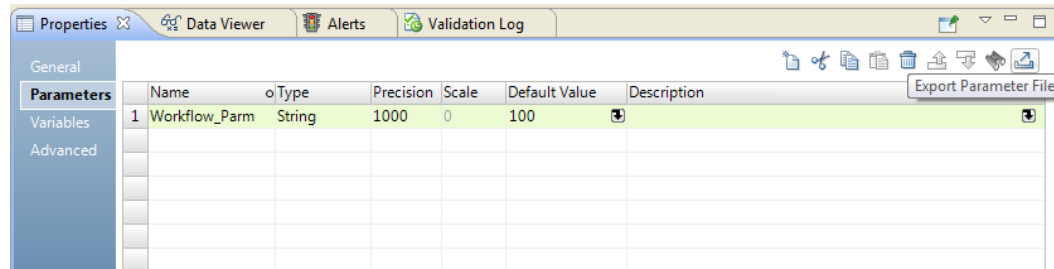 Properties Data Viewer Alerts Validation Log
General
Export Parameter File
Parameters Name Type Precision Scale Default Value Description
1 Workflow_Parm String 1000 0 100
Variables
Advanced